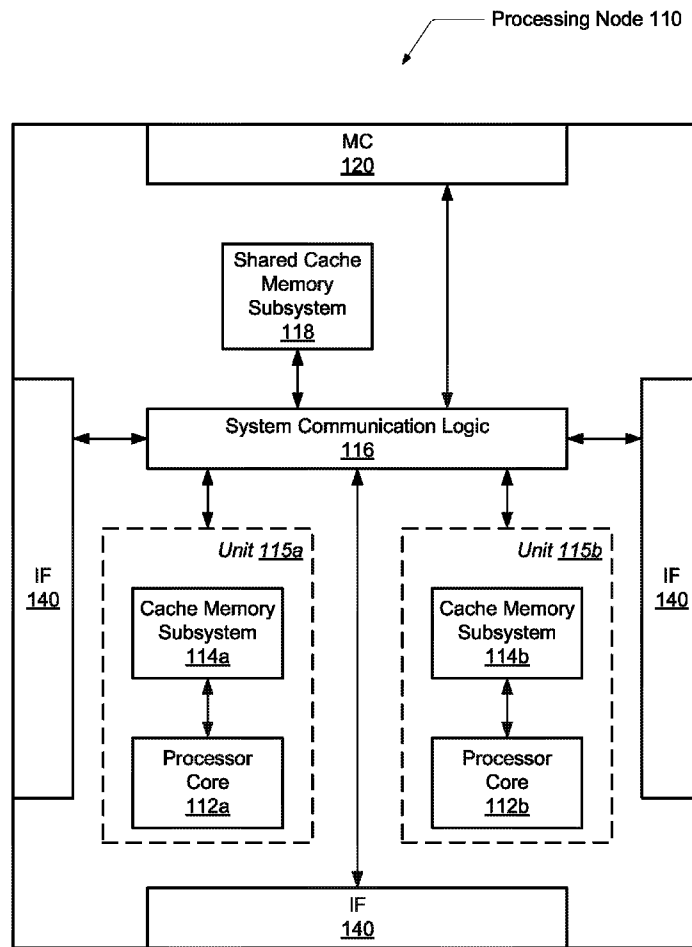 Processing Node 110
MC
120
Shared Cache
Memory
Subsystem
118
System Communication Logic
116
IF
140
Unit 115a
Cache Memory
Subsystem
114a
Processor
Core
112a
Unit 115b
Cache Memory
Subsystem
114b
Processor
Core
112b
IF
140
IF
140